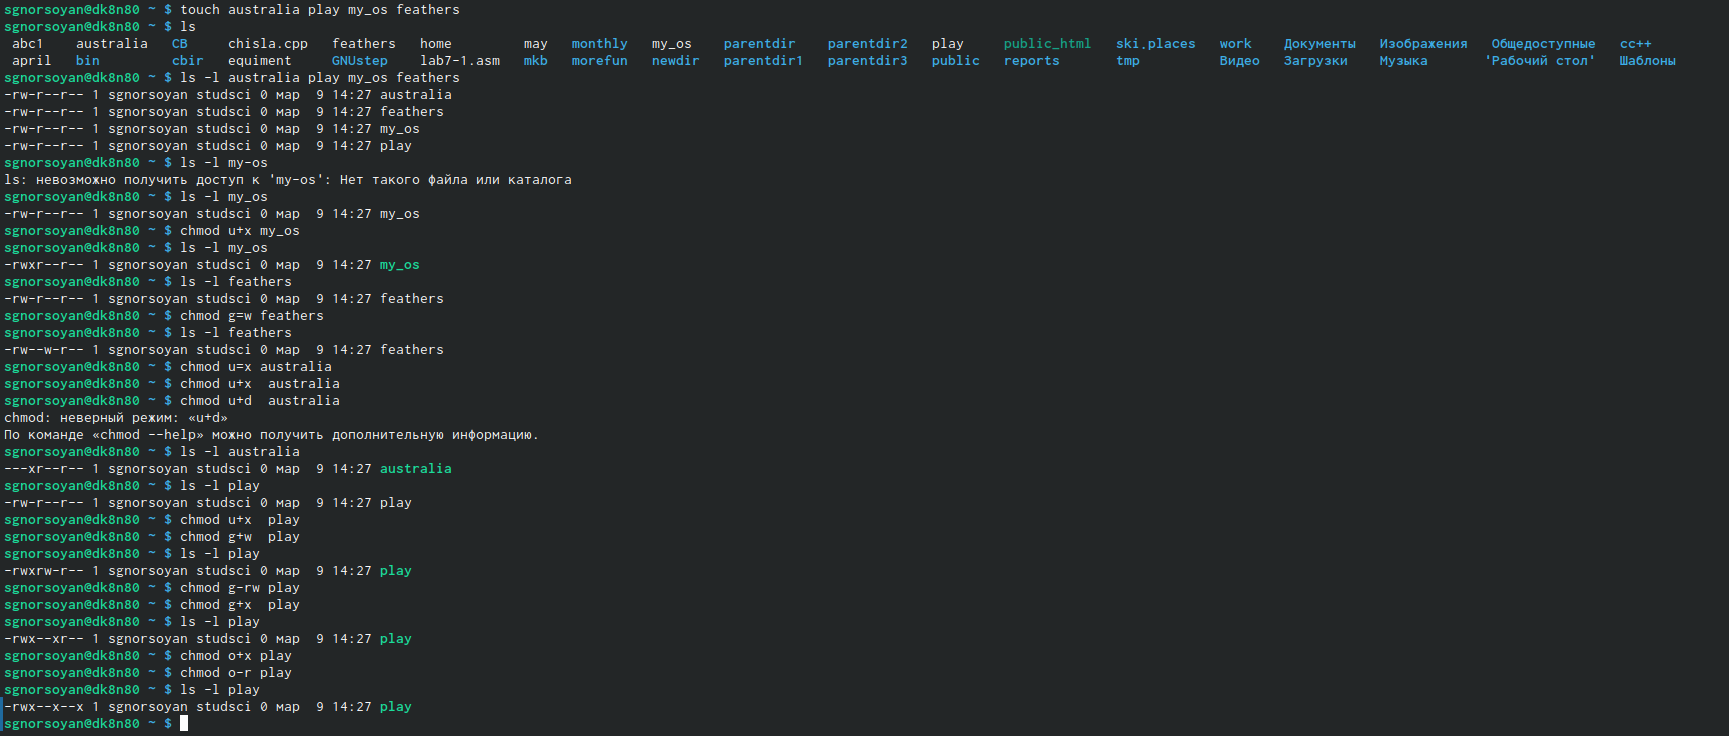 sgnorsoyan@dk8n80 ~ $ touch australia play my_os feathers
sgnorsoyan@dk8n80 ~ $ ls
abc1 australia CB chisla.cpp feathers home may monthly my_os parentdir parentdir2 play public_html ski.places work Документы Изображения Общедоступные cc++
april bin cbir equiment GNUstep lab7-1.asm mkb morefun newdir parentdir1 parentdir3 public reports tmp Видео Загрузки Музыка 'Рабочий стол' Шаблоны
sgnorsoyan@dk8n80 ~ $ ls -l australia play my_os feathers
-rw-r--r-- 1 sgnorsoyan studsci 0 мар  9 14:27 australia
-rw-r--r-- 1 sgnorsoyan studsci 0 мар  9 14:27 feathers
-rw-r--r-- 1 sgnorsoyan studsci 0 мар  9 14:27 my_os
-rw-r--r-- 1 sgnorsoyan studsci 0 мар  9 14:27 play
sgnorsoyan@dk8n80 ~ $ ls -l my-os
ls: невозможно получить доступ к 'my-os': Нет такого файла или каталога
sgnorsoyan@dk8n80 ~ $ ls -l my_os
-rw-r--r-- 1 sgnorsoyan studsci 0 мар  9 14:27 my_os
sgnorsoyan@dk8n80 ~ $ chmod u+x my_os
sgnorsoyan@dk8n80 ~ $ ls -l my_os
-rwxr--r-- 1 sgnorsoyan studsci 0 мар  9 14:27 my_os
sgnorsoyan@dk8n80 ~ $ ls -l feathers
-rw-r--r-- 1 sgnorsoyan studsci 0 мар  9 14:27 feathers
sgnorsoyan@dk8n80 ~ $ chmod g=w feathers
sgnorsoyan@dk8n80 ~ $ ls -l feathers
-rw--w-r-- 1 sgnorsoyan studsci 0 мар  9 14:27 feathers
sgnorsoyan@dk8n80 ~ $ chmod u=x australia
sgnorsoyan@dk8n80 ~ $ chmod u+x  australia
sgnorsoyan@dk8n80 ~ $ chmod u+d  australia
chmod: неверный режим: «u+d»
По команде «chmod --help» можно получить дополнительную информацию.
sgnorsoyan@dk8n80 ~ $ ls -l australia
---xr--r-- 1 sgnorsoyan studsci 0 мар  9 14:27 australia
sgnorsoyan@dk8n80 ~ $ ls -l play
-rw-r--r-- 1 sgnorsoyan studsci 0 мар  9 14:27 play
sgnorsoyan@dk8n80 ~ $ chmod u+x  play
sgnorsoyan@dk8n80 ~ $ chmod g+w  play
sgnorsoyan@dk8n80 ~ $ ls -l play
-rwxrw-r-- 1 sgnorsoyan studsci 0 мар  9 14:27 play
sgnorsoyan@dk8n80 ~ $ chmod g-rw play
sgnorsoyan@dk8n80 ~ $ chmod g+x  play
sgnorsoyan@dk8n80 ~ $ ls -l play
-rwx--xr-- 1 sgnorsoyan studsci 0 мар  9 14:27 play
sgnorsoyan@dk8n80 ~ $ chmod o+x play
sgnorsoyan@dk8n80 ~ $ chmod o-r play
sgnorsoyan@dk8n80 ~ $ ls -l play
-rwx--x--x 1 sgnorsoyan studsci 0 мар  9 14:27 play
sgnorsoyan@dk8n80 ~ $